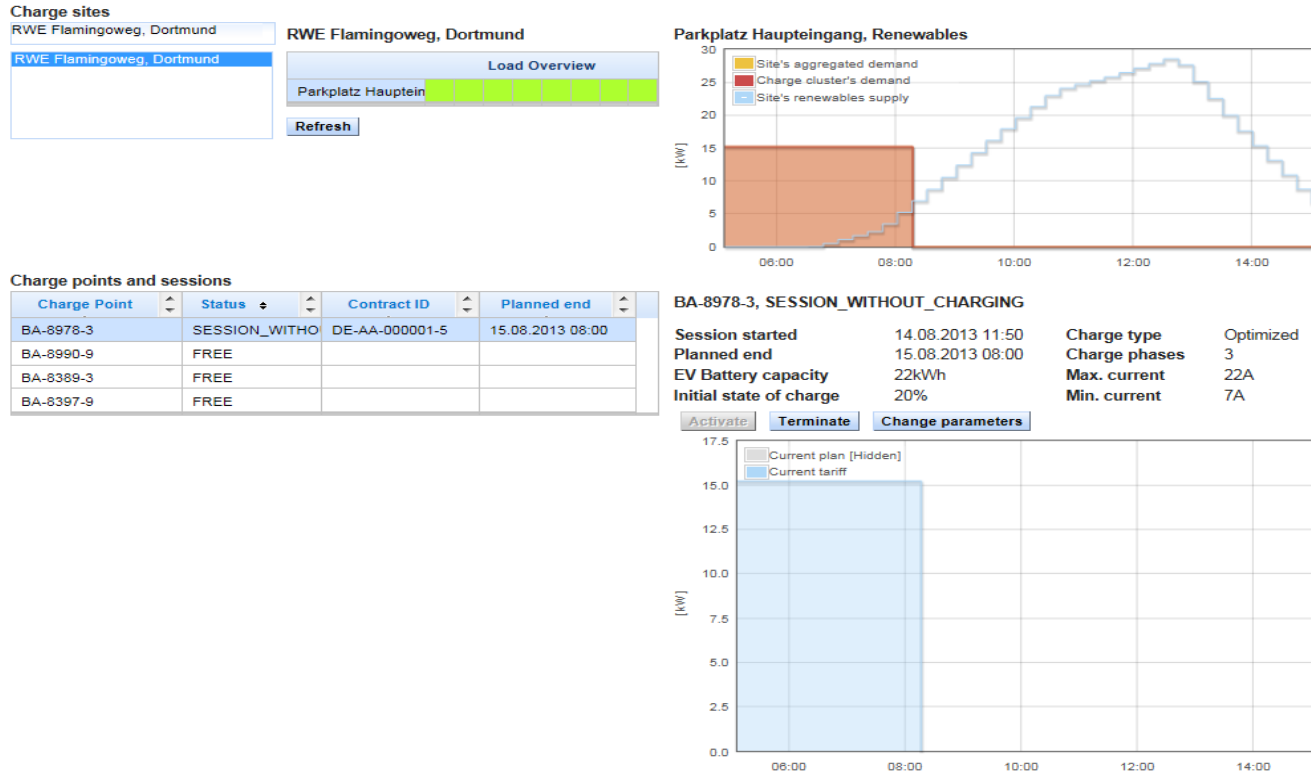 Charge sites
RWE Flamingoweg, Dortmund
RWE Flamingoweg, Dortmund
RWE Flamingoweg, Dortmund
Load Overview
Parkplatz Hauptein
Refresh
Parkplatz Haupteingang, Renewables
Site's aggregated demand
Charge cluster's demand
Site's renewables supply
30
25
20
15
10
5
0
[kW]
06:00 08:00 10:00 12:00 14:00
Charge points and sessions
Charge Point Status Contract ID Planned end
BA-8978-3 SESSION_WITHO DE-AA-000001-5 15.08.2013 08:00
BA-8990-9 FREE
BA-8389-3 FREE
BA-8397-9 FREE
BA-8978-3, SESSION_WITHOUT_CHARGING
Session started 14.08.2013 11:50 Charge type Optimized
Planned end 15.08.2013 08:00 Charge phases 3
EV Battery capacity 22kWh Max. current 22A
Initial state of charge 20% Min. current 7A
Activate Terminate Change parameters
Current plan [Hidden]
Current tariff
17.5
15.0
12.5
10.0
7.5
5.0
2.5
0.0
[kW]
06:00 08:00 10:00 12:00 14:00